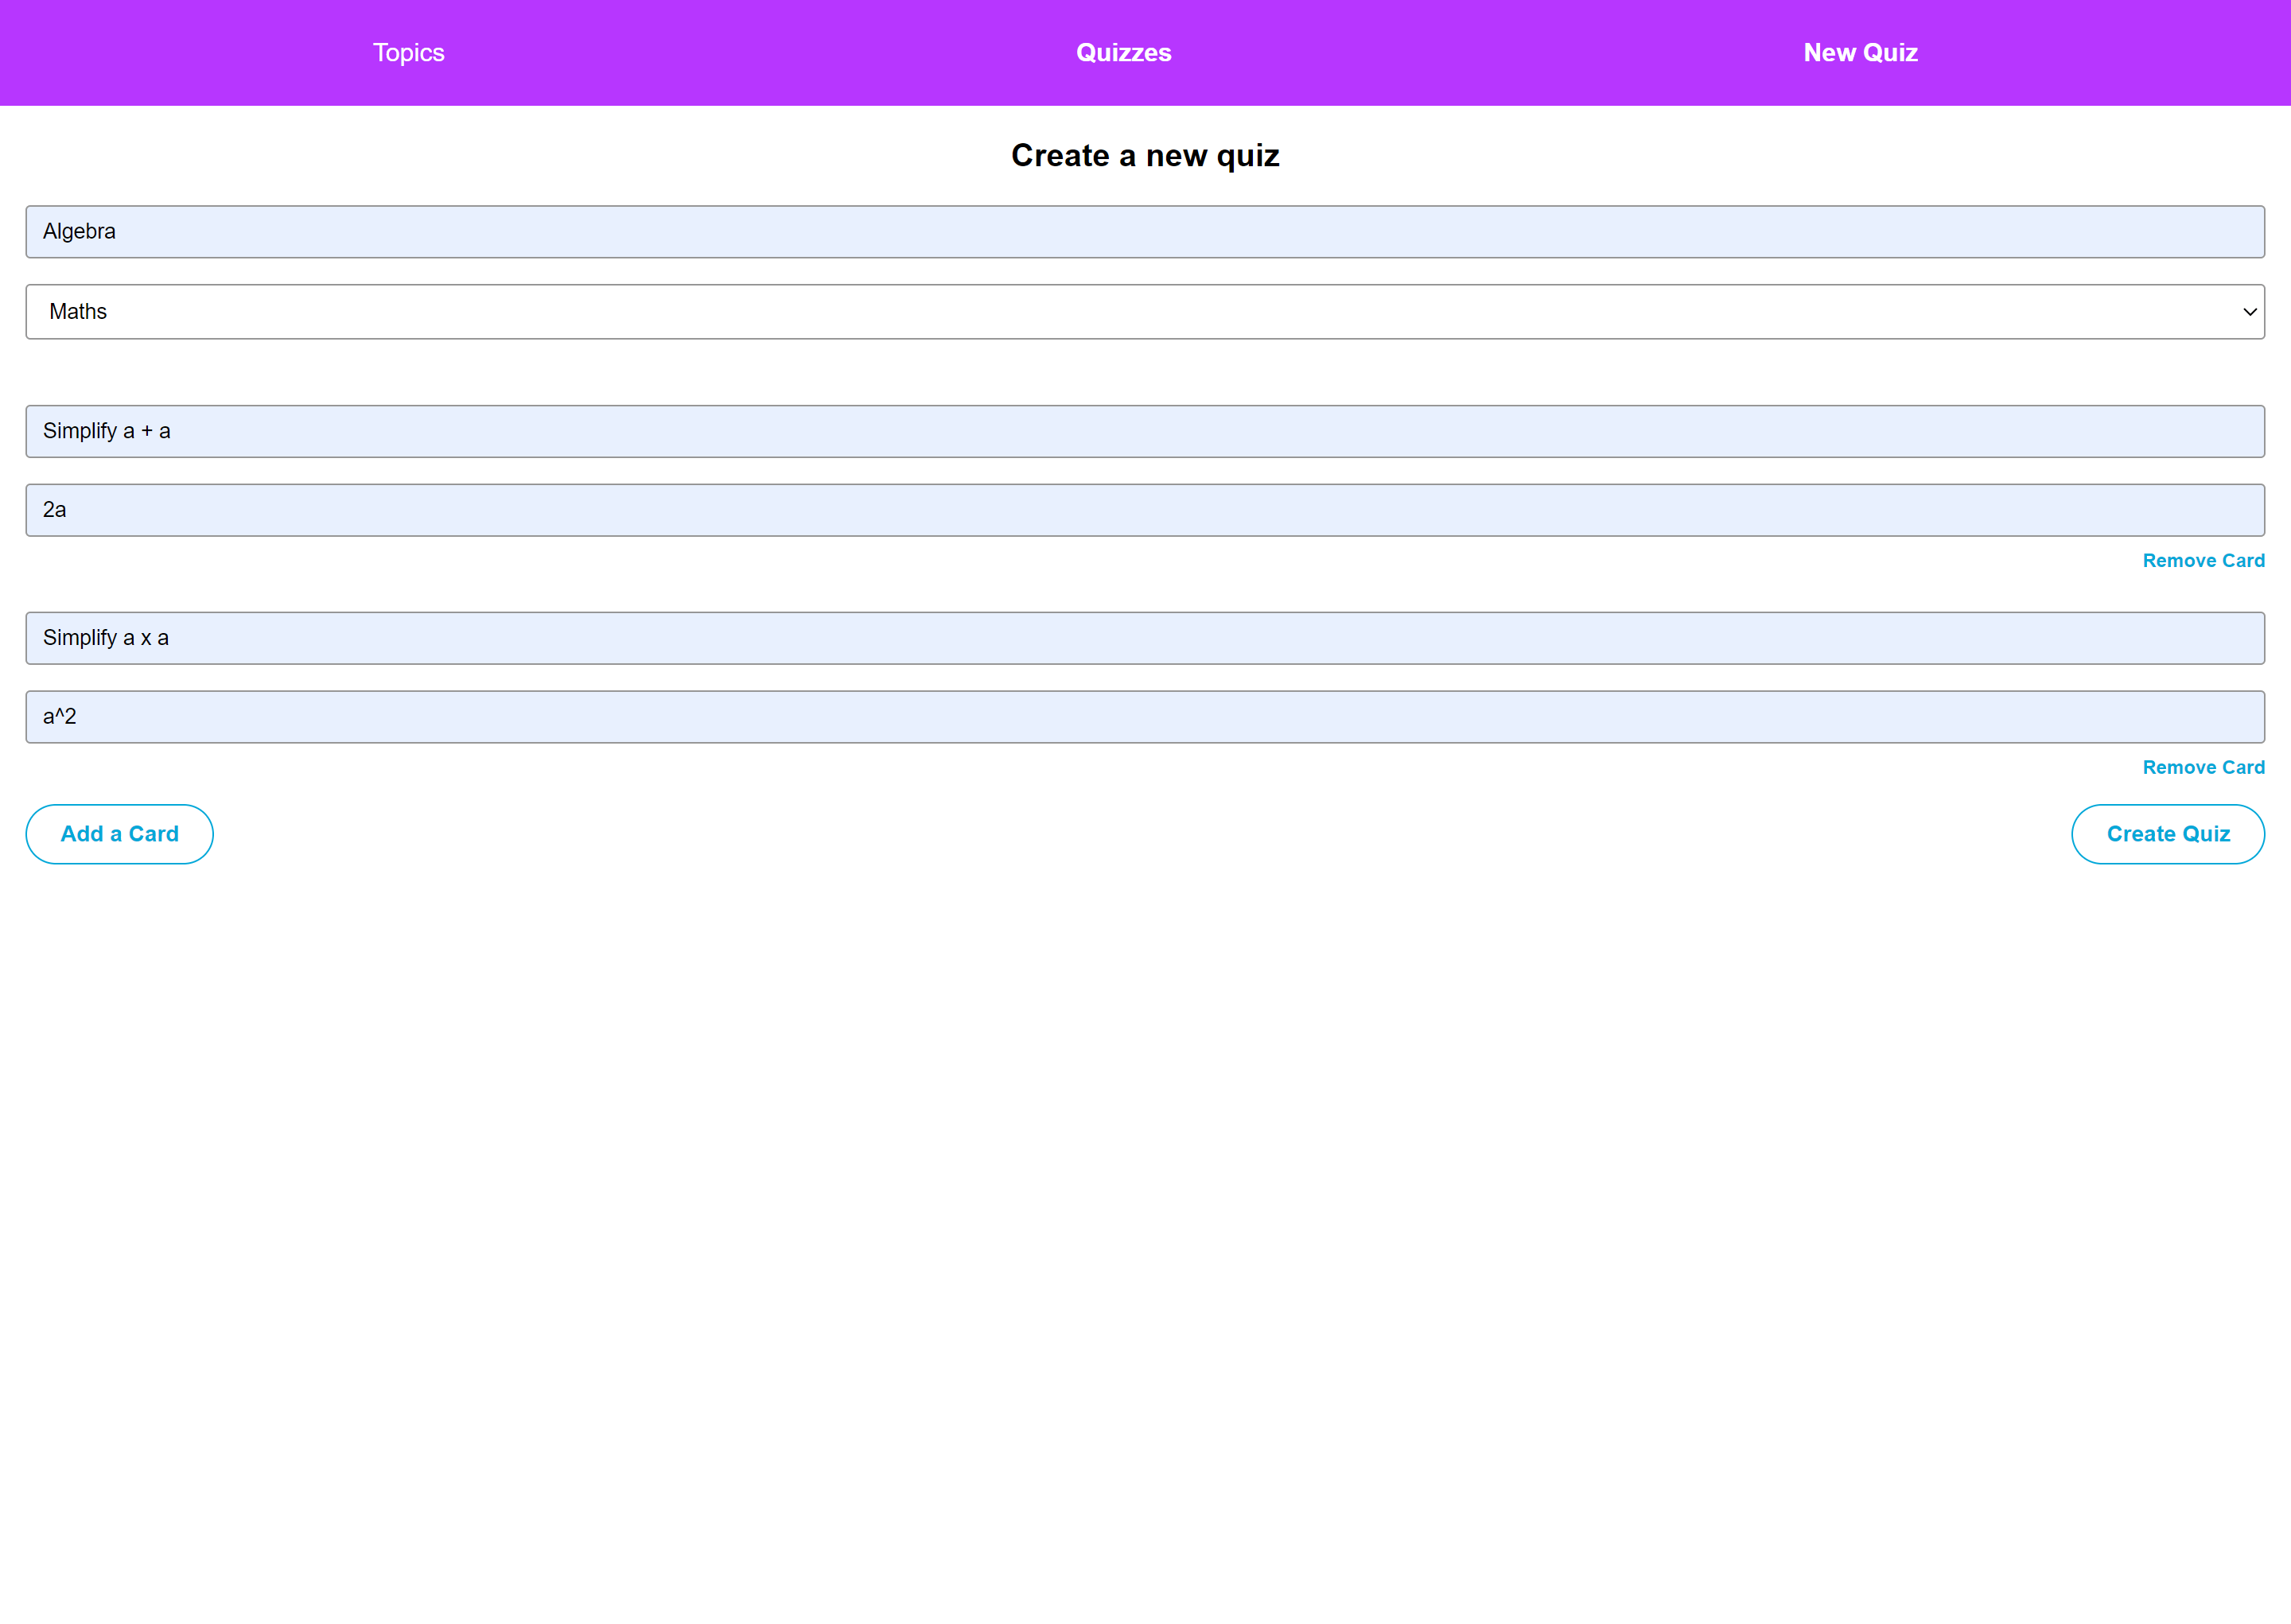 Topics Quizzes New Quiz
Create a new quiz
Algebra
Maths
Simplify a + a
2a
Remove Card
Simplify a x a
a^2
Remove Card
Add a Card Create Quiz